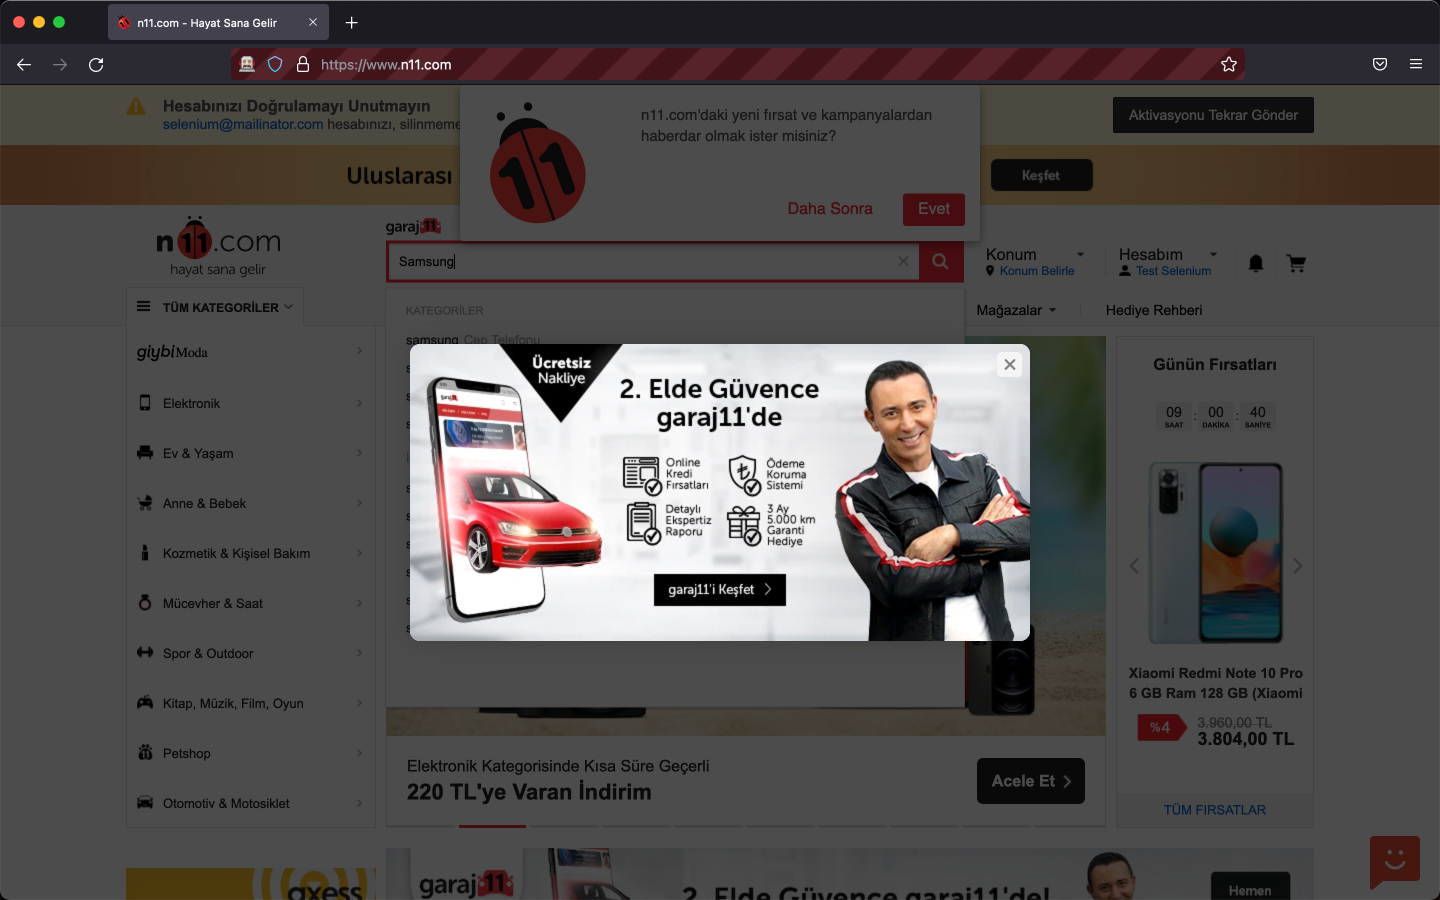 n11.com - Hayat Sana Gelir
https://www.n11.com
Hesabınızı Doğrulamayı Unutmayın
selenium@mailinator.com hesabınızı, silinmeme
n11.com'daki yeni fırsat ve kampanyalardan
haberdar olmak ister misiniz?
Daha Sonra
Evet
Aktivasyonu Tekrar Gönder
Uluslarası
Keşfet
n11.com
hayat sana gelir
garaj11
Samsung
Konum
Konum Belirle
Hesabım
Test Selenium
TÜM KATEGORİLER
Mağazalar
Hediye Rehberi
KATEGORİLER
samsung Cep Telefonu
giybiModa
Elektronik
Ev & Yaşam
Anne & Bebek
Kozmetik & Kişisel Bakım
Mücevher & Saat
Spor & Outdoor
Kitap, Müzik, Film, Oyun
Petshop
Otomotiv & Motosiklet
Ücretsiz
Nakliye
2. Elde Güvence
garaj11'de
Online
Kredi
Fırsatları
Ödeme
Koruma
Sistemi
Detaylı
Ekspertiz
Raporu
3 Ay
5.000 km
Garanti
Hediye
garaj11'i Keşfet
Günün Fırsatları
09 : 00 : 40
SAAT DAKİKA SANİYE
Xiaomi Redmi Note 10 Pro
6 GB Ram 128 GB (Xiaomi
%4
3.960,00 TL
3.804,00 TL
TÜM FIRSATLAR
Elektronik Kategorisinde Kısa Süre Geçerli
220 TL'ye Varan İndirim
Acele Et
axess
garaj11
2. Elde Güvence garaj11'de!
Hemen